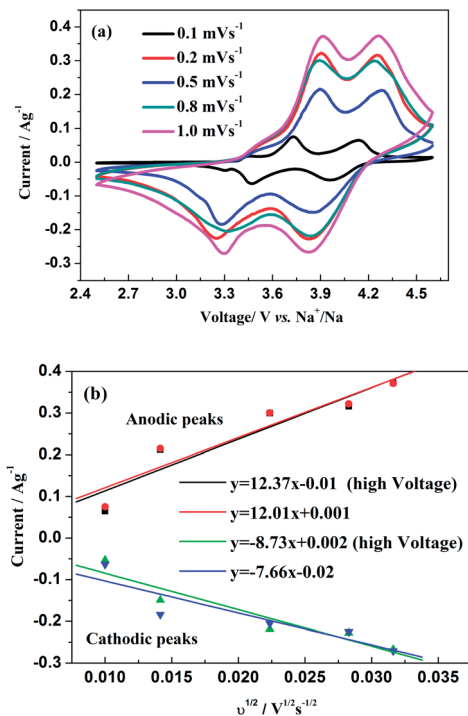 (a)
0.1 mVs⁻¹
0.2 mVs⁻¹
0.5 mVs⁻¹
0.8 mVs⁻¹
1.0 mVs⁻¹
0.4
0.3
0.2
0.1
0.0
-0.1
-0.2
-0.3
Current / Ag⁻¹
2.4 2.7 3.0 3.3 3.6 3.9 4.2 4.5
Voltage/ V vs. Na⁺/Na
(b)
Anodic peaks
y=12.37x-0.01 (high Voltage)
y=12.01x+0.001
y=-8.73x+0.002 (high Voltage)
y=-7.66x-0.02
Cathodic peaks
0.4
0.3
0.2
0.1
0.0
-0.1
-0.2
-0.3
Current / Ag⁻¹
0.010 0.015 0.020 0.025 0.030 0.035
υ¹ᐟ² / V¹ᐟ²s⁻¹ᐟ²